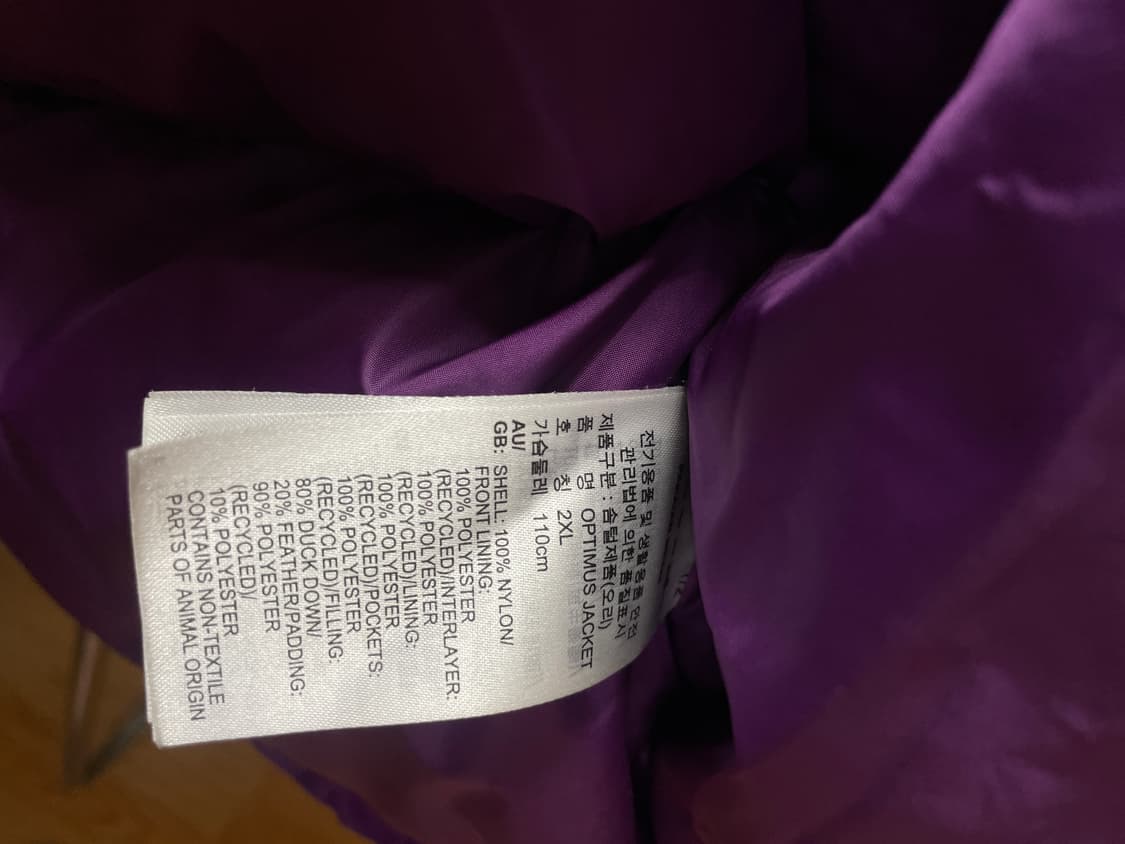 전기용품 및 생활용품 안전
관리법에 의한 품질표시
제품구분 : 솜털제품(오리)
품 명 OPTIMUS JACKET
호 칭 2XL
가슴둘레 110cm
AU/
GB: SHELL: 100% NYLON/
FRONT LINING:
100% POLYESTER
(RECYCLED)/INTERLAYER:
100% POLYESTER
(RECYCLED)/LINING:
100% POLYESTER
(RECYCLED)/POCKETS:
100% POLYESTER
(RECYCLED)/FILLING:
80% DUCK DOWN/
20% FEATHER/PADDING:
90% POLYESTER
(RECYCLED)/
10% POLYESTER
CONTAINS NON-TEXTILE
PARTS OF ANIMAL ORIGIN